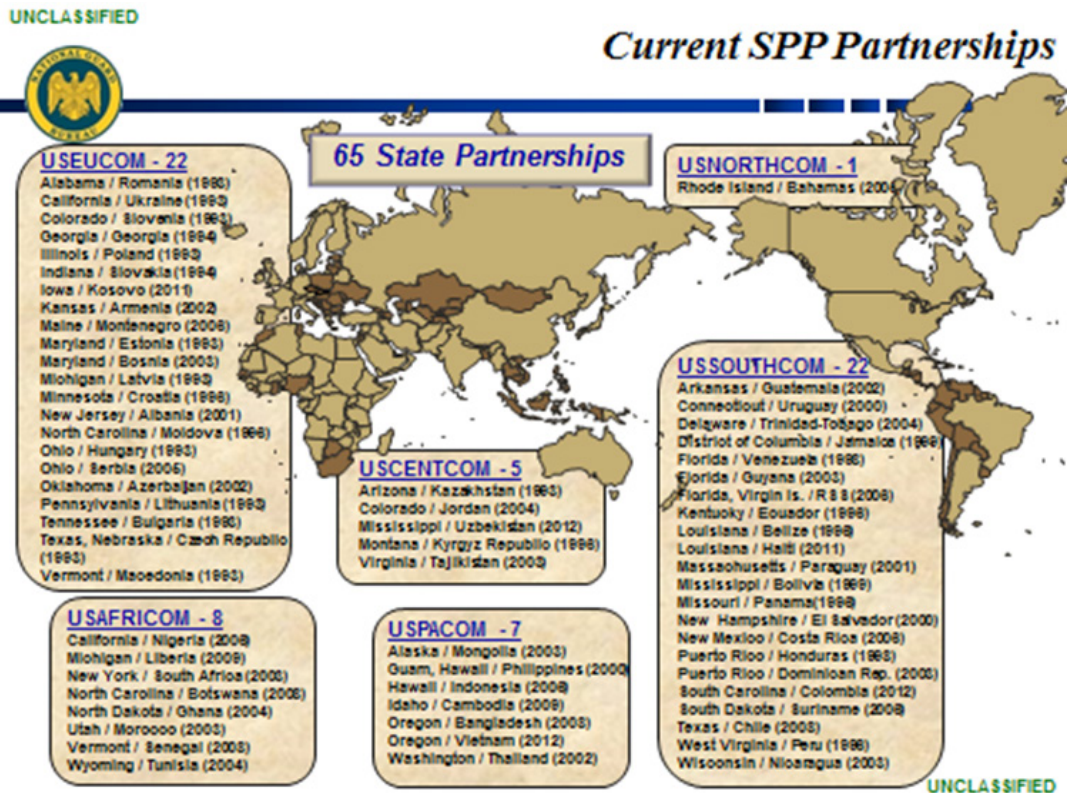 UNCLASSIFIED
Current SPP Partnerships
NATIONAL GUARD
BUREAU
65 State Partnerships
USEUCOM - 22
Alabama / Romania (1993)
California / Ukraine (1993)
Colorado / Slovenia (1993)
Georgia / Georgia (1994)
Illinois / Poland (1993)
Indiana / Slovakia (1994)
Iowa / Kosovo (2011)
Kansas / Armenia (2002)
Maine / Montenegro (2006)
Maryland / Estonia (1993)
Maryland / Bosnia (2003)
Michigan / Latvia (1993)
Minnesota / Croatia (1996)
New Jersey / Albania (2001)
North Carolina / Moldova (1996)
Ohio / Hungary (1993)
Ohio / Serbia (2005)
Oklahoma / Azerbaijan (2002)
Pennsylvania / Lithuania (1993)
Tennessee / Bulgaria (1993)
Texas, Nebraska / Czech Republic
(1993)
Vermont / Macedonia (1993)
USNORTHCOM - 1
Rhode Island / Bahamas
USSOUTHCOM - 22
Arkansas / Guatemala (2002)
Connecticut / Uruguay (2000)
Delaware / Trinidad-Tobago (2004)
District of Columbia / Jamaica (1999)
Florida / Venezuela (1998)
Florida / Guyana (2003)
Florida, Virgin Is. / RSS (2006)
Kentucky / Ecuador (1996)
Louisiana / Belize (1996)
Louisiana / Haiti (2011)
Massachusetts / Paraguay (2001)
Mississippi / Bolivia (1999)
Missouri / Panama(1996)
New Hampshire / El Salvador(2000)
New Mexico / Costa Rica (2006)
Puerto Rico / Honduras (1998)
Puerto Rico / Dominican Rep. (2003)
South Carolina / Colombia (2012)
South Dakota / Suriname (2006)
Texas / Chile (2008)
West Virginia / Peru (1996)
Wisconsin / Nicaragua (2003)
USCENTCOM - 5
Arizona / Kazakhstan (1993)
Colorado / Jordan (2004)
Mississippi / Uzbekistan (2012)
Montana / Kyrgyz Republic (1996)
Virginia / Tajikistan (2003)
USAFRICOM - 8
California / Nigeria (2006)
Michigan / Liberia (2009)
New York / South Africa (2003)
North Carolina / Botswana (2008)
North Dakota / Ghana (2004)
Utah / Morocco (2003)
Vermont / Senegal (2008)
Wyoming / Tunisia (2004)
USPACOM - 7
Alaska / Mongolia (2003)
Guam, Hawaii / Philippines (2000)
Hawaii / Indonesia (2006)
Idaho / Cambodia (2009)
Oregon / Bangladesh (2008)
Oregon / Vietnam (2012)
Washington / Thailand (2002)
UNCLASSIFIED